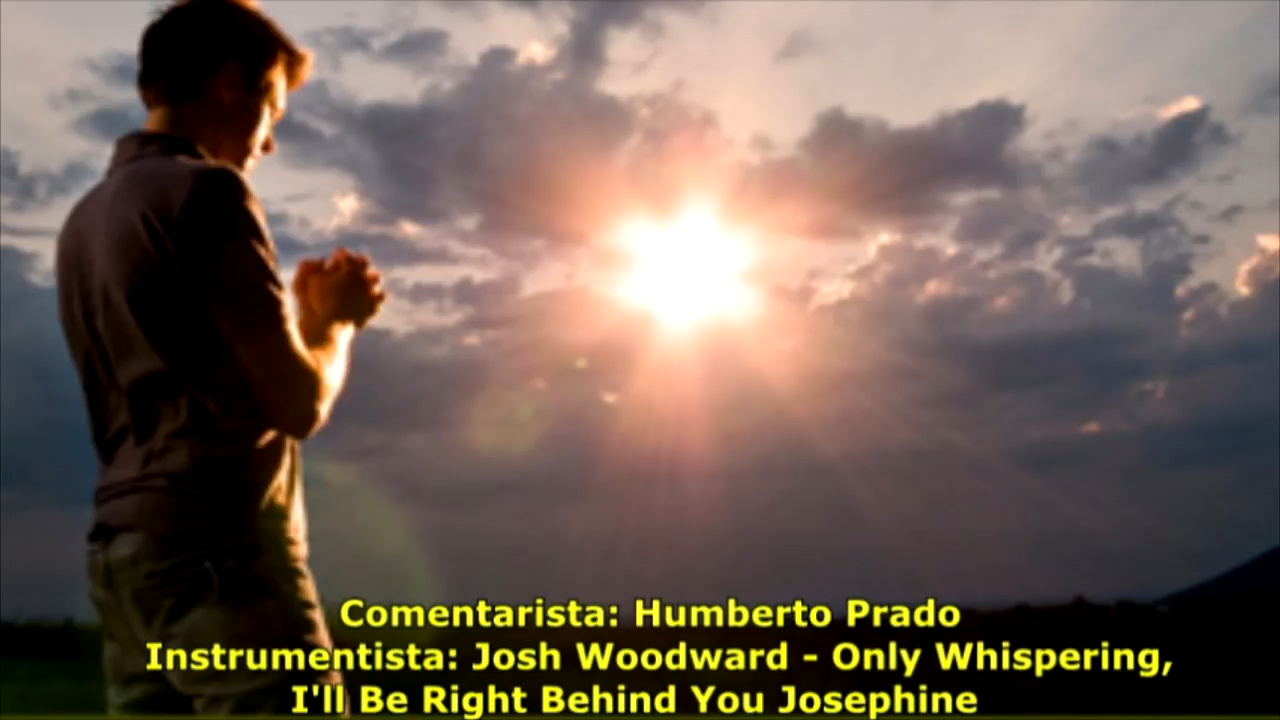 Comentarista: Humberto Prado
Instrumentista: Josh Woodward - Only Whispering,
I'll Be Right Behind You Josephine